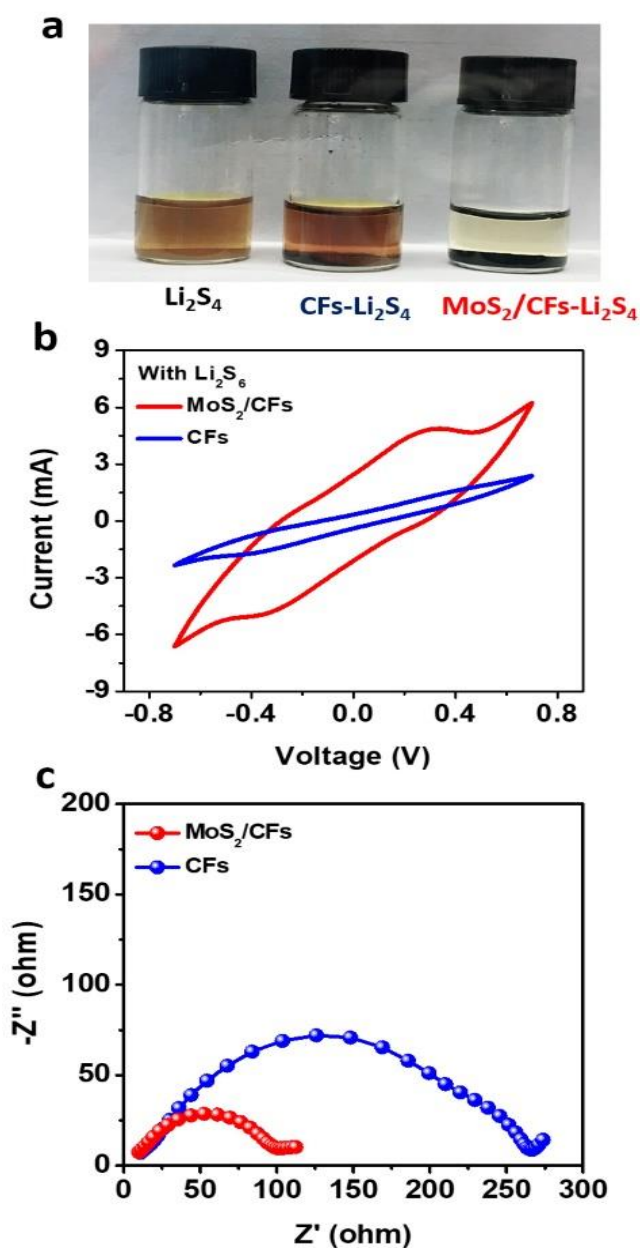 a
Li₂S₄
CFs-Li₂S₄
MoS₂/CFs-Li₂S₄
b
With Li₂S₆
MoS₂/CFs
CFs
9
6
3
0
-3
-6
-9
Current (mA)
-0.8 -0.4 0.0 0.4 0.8
Voltage (V)
c
MoS₂/CFs
CFs
200
150
100
50
0
-Z'' (ohm)
0 50 100 150 200 250 300
Z' (ohm)